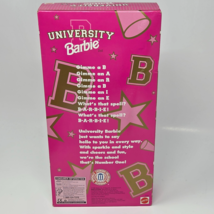 UNIVERSITY
Barbie
Gimme a B
Gimme an A
Gimme an R
Gimme a B
Gimme an I
Gimme an E
What's that spell?
B-A-R-B-I-E!
What's that spell?
B-A-R-B-I-E!
University Barbie
Just wants to say
hello to you in every way
With sparkle and style
and cheers and fun,
we're the school
that's Number One!
B
B
B